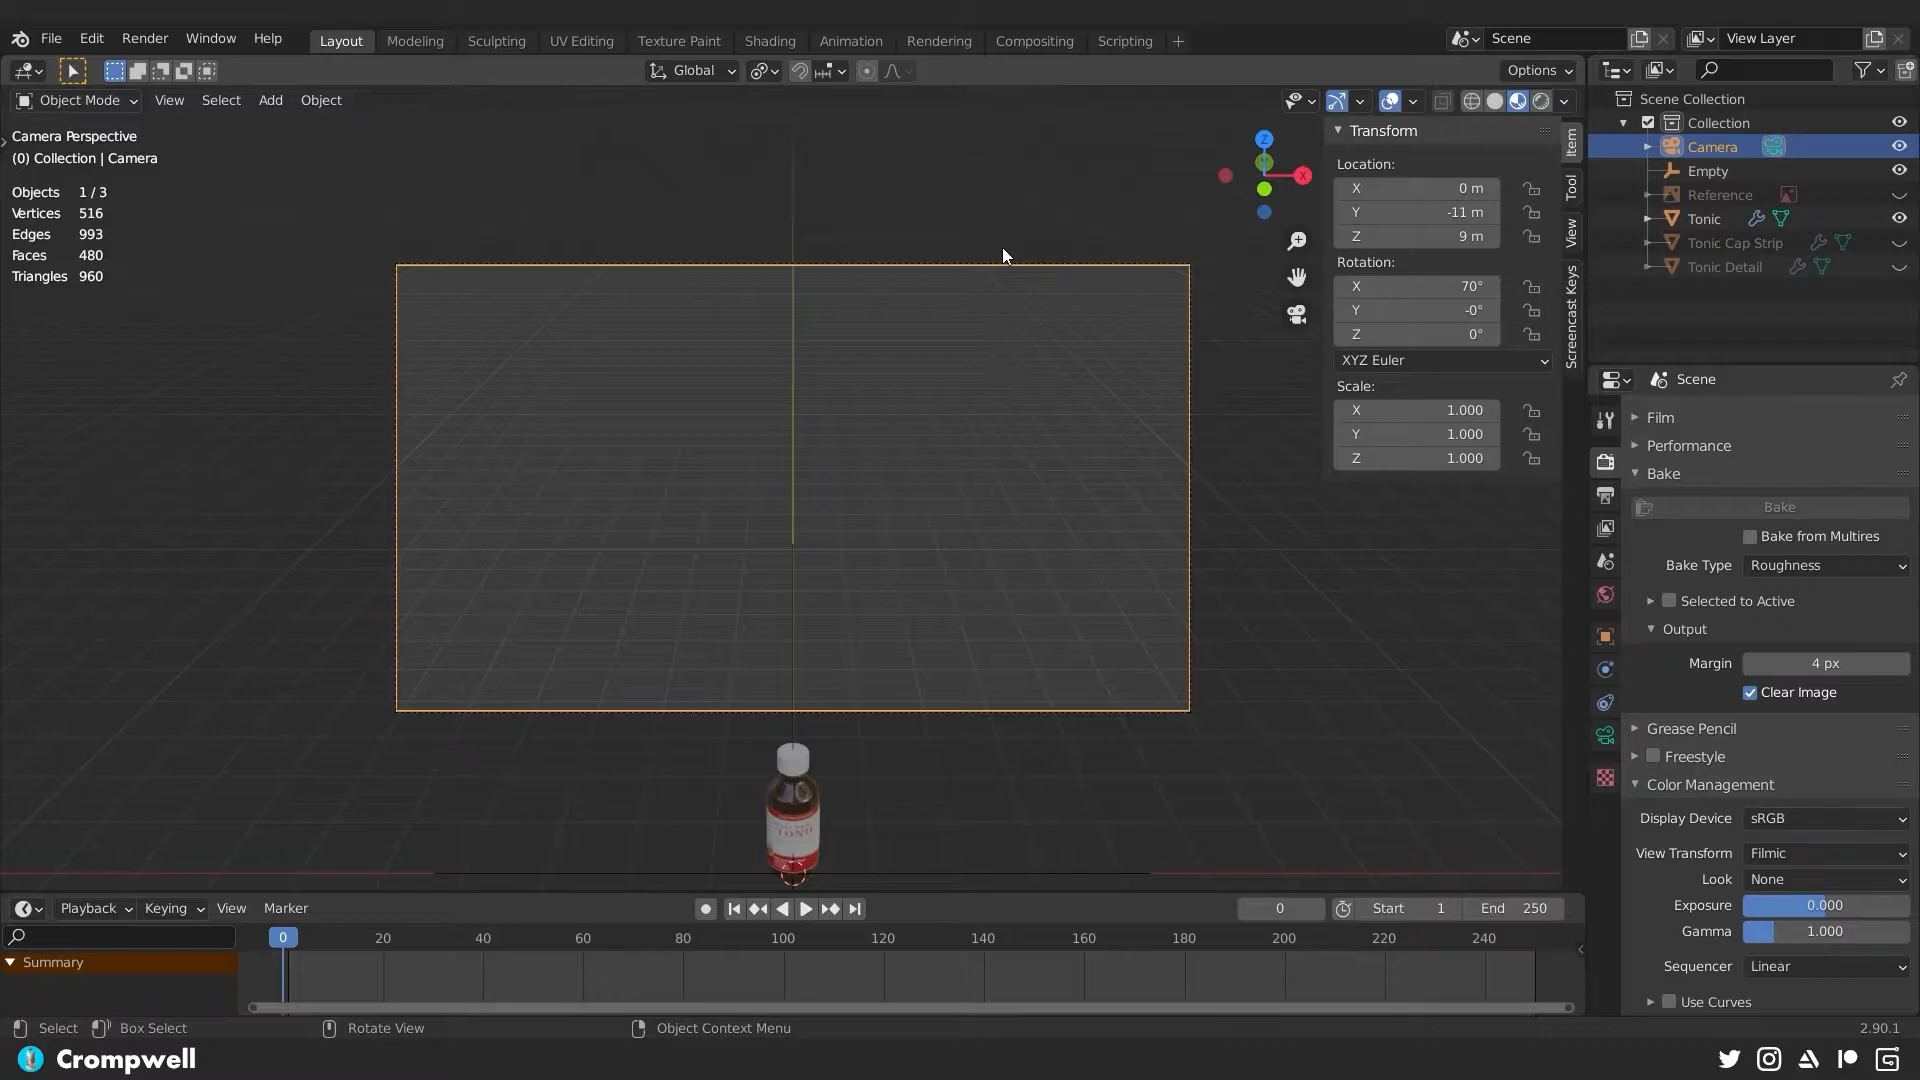 File Edit Render Window Help Layout Modeling Sculpting UV Editing Texture Paint Shading Animation Rendering Compositing Scripting + Scene View Layer
Global Options
Object Mode View Select Add Object
Camera Perspective
(0) Collection | Camera
Objects 1 / 3
Vertices 516
Edges 993
Faces 480
Triangles 960
Z
X
TONIC
Transform
Location:
X 0 m
Y -11 m
Z 9 m
Rotation:
X 70°
Y -0°
Z 0°
XYZ Euler
Scale:
X 1.000
Y 1.000
Z 1.000
Item
Tool
View
Screencast Keys
Scene Collection
Collection
Camera
Empty
Reference
Tonic
Tonic Cap Strip
Tonic Detail
Scene
Film
Performance
Bake
Bake
Bake from Multires
Bake Type Roughness
Selected to Active
Output
Margin 4 px
Clear Image
Grease Pencil
Freestyle
Color Management
Display Device sRGB
View Transform Filmic
Look None
Exposure 0.000
Gamma 1.000
Sequencer Linear
Use Curves
Playback Keying View Marker 0 Start 1 End 250
0 20 40 60 80 100 120 140 160 180 200 220 240
Summary
Select Box Select Rotate View Object Context Menu 2.90.1
Crompwell